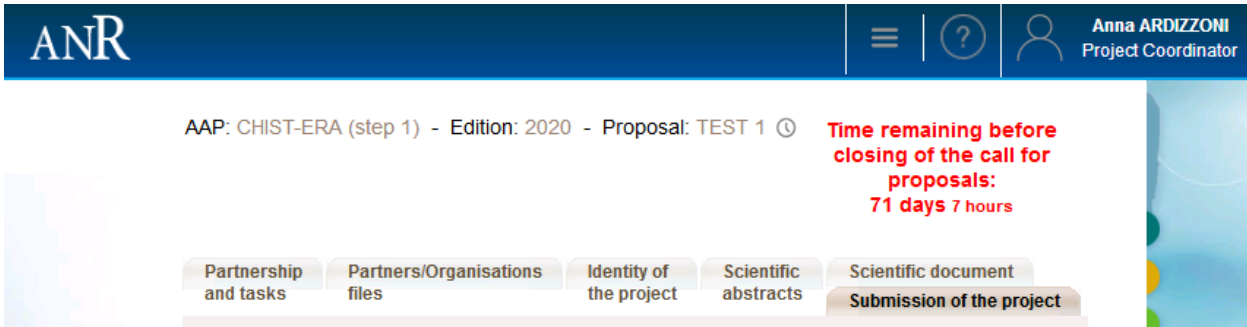 ANR
Anna ARDIZZONI
Project Coordinator
AAP: CHIST-ERA (step 1) - Edition: 2020 - Proposal: TEST 1
Time remaining before
closing of the call for
proposals:
71 days 7 hours
Partnership
and tasks
Partners/Organisations
files
Identity of
the project
Scientific
abstracts
Scientific document
Submission of the project